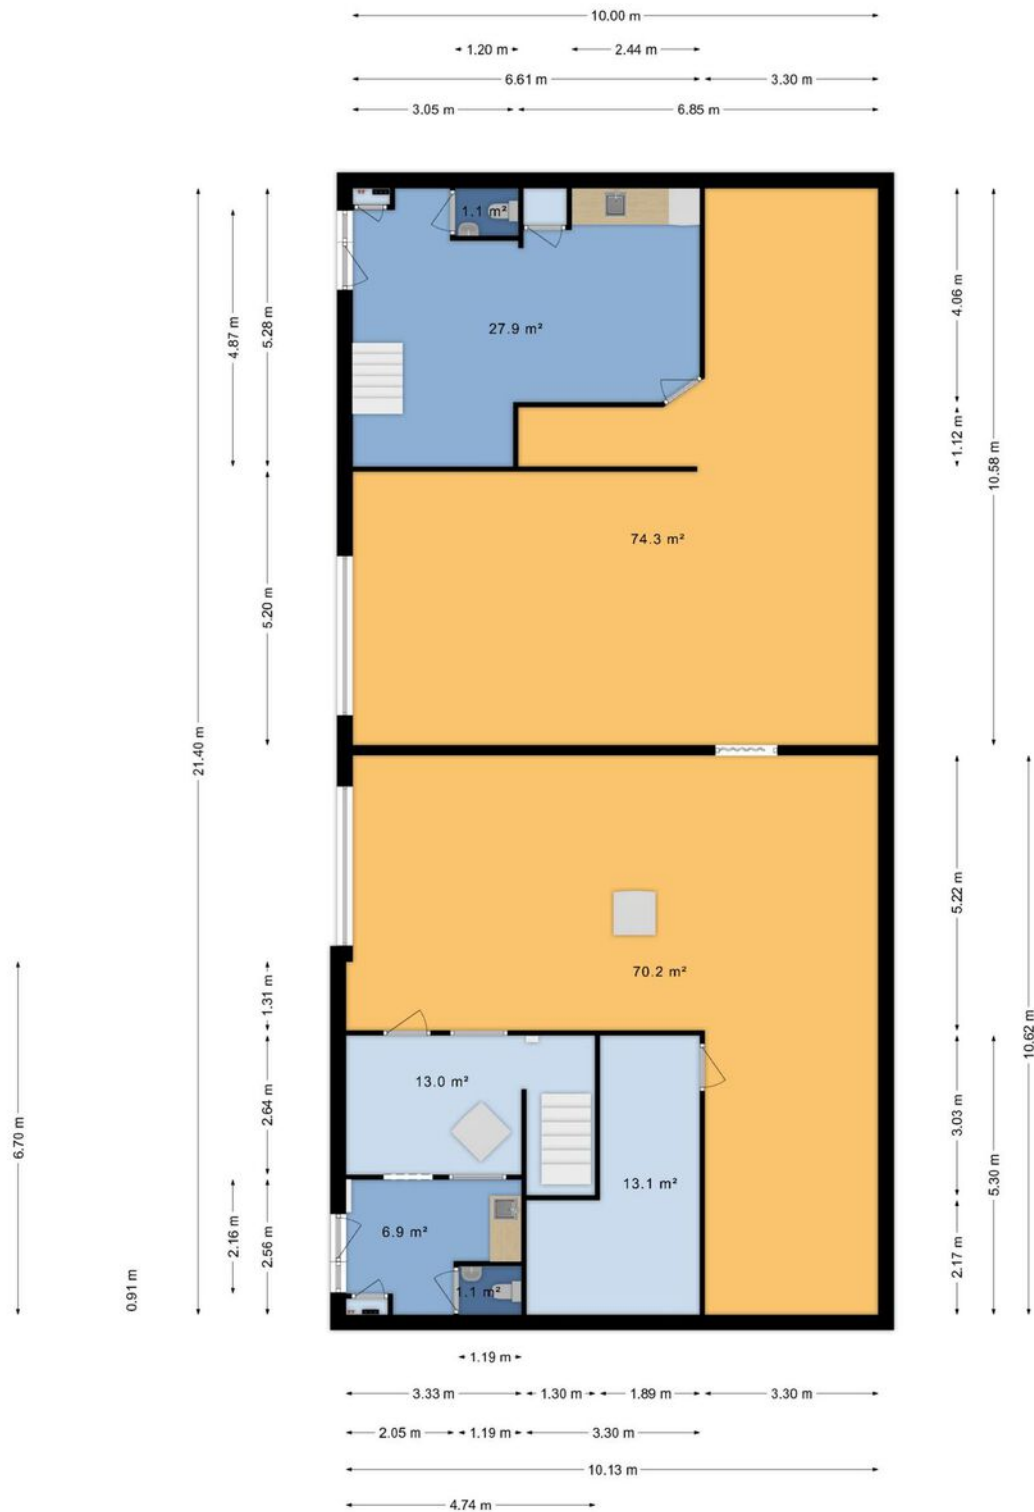 10.00 m
1.20 m
2.44 m
6.61 m
3.30 m
3.05 m
6.85 m
1.1 m²
27.9 m²
74.3 m²
70.2 m²
13.0 m²
13.1 m²
6.9 m²
1.1 m²
4.87 m
5.28 m
5.20 m
21.40 m
1.31 m
2.64 m
6.70 m
2.16 m
2.56 m
0.91 m
4.06 m
1.12 m
10.58 m
5.22 m
10.62 m
3.03 m
5.30 m
2.17 m
1.19 m
3.33 m
1.30 m
1.89 m
3.30 m
2.05 m
1.19 m
3.30 m
10.13 m
4.74 m